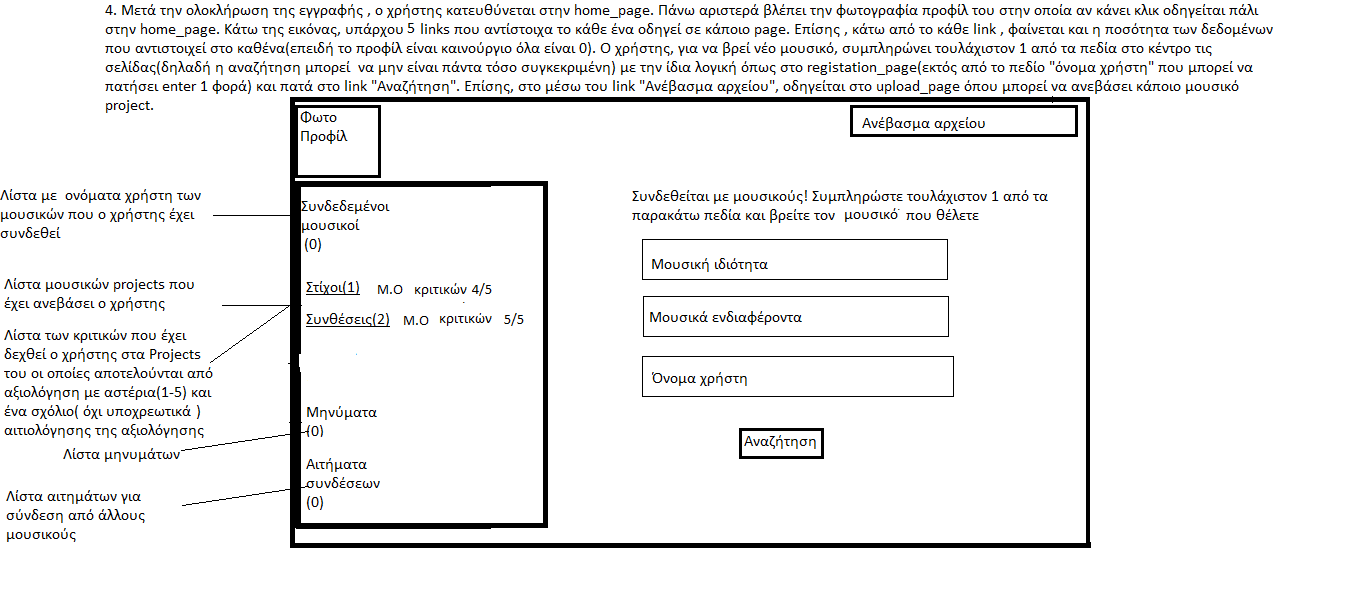 4. Μετά την ολοκλήρωση της εγγραφής , ο χρήστης κατευθύνεται στην home_page. Πάνω αριστερά βλέπει την φωτογραφία προφίλ του στην οποία αν κάνει κλικ οδηγείται πάλι
στην home_page. Κάτω της εικόνας, υπάρχου 5 links που αντίστοιχα το κάθε ένα οδηγεί σε κάποιο page. Επίσης , κάτω από το κάθε link , φαίνεται και η ποσότητα των δεδομένων
που αντιστοιχεί στο καθένα(επειδή το προφίλ είναι καινούργιο όλα είναι 0). Ο χρήστης, για να βρεί νέο μουσικό, συμπληρώνει τουλάχιστον 1 από τα πεδία στο κέντρο τις
σελίδας(δηλαδή η αναζήτηση μπορεί να μην είναι πάντα τόσο συγκεκριμένη) με την ίδια λογική όπως στο registation_page(εκτός από το πεδίο "όνομα χρήστη" που μπορεί να
πατήσει enter 1 φορά) και πατά στο link "Αναζήτηση". Επίσης, στο μέσω του link "Ανέβασμα αρχείου", οδηγείται στο upload_page όπου μπορεί να ανεβάσει κάποιο μουσικό
project.
Φωτο
Προφίλ
Ανέβασμα αρχείου
Λίστα με ονόματα χρήστη των
μουσικών που ο χρήστης έχει
συνδεθεί
Λίστα μουσικών projects που
έχει ανεβάσει ο χρήστης
Λίστα των κριτικών που έχει
δεχθεί ο χρήστης στα Projects
του οι οποίες αποτελούνται από
αξιολόγηση με αστέρια(1-5) και
ένα σχόλιο( όχι υποχρεωτικά )
αιτιολόγησης της αξιολόγησης
Λίστα μηνυμάτων
Λίστα αιτημάτων για
σύνδεση από άλλους
μουσικούς
Συνδεδεμένοι
μουσικοί
(0)
Στίχοι(1) Μ.Ο κριτικών 4/5
Συνθέσεις(2) Μ.Ο κριτικών 5/5
Μηνύματα
(0)
Αιτήματα
συνδέσεων
(0)
Συνδεθείται με μουσικούς! Συμπληρώστε τουλάχιστον 1 από τα
παρακάτω πεδία και βρείτε τον μουσικό που θέλετε
Μουσική ιδιότητα
Μουσικά ενδιαφέροντα
Όνομα χρήστη
Αναζήτηση